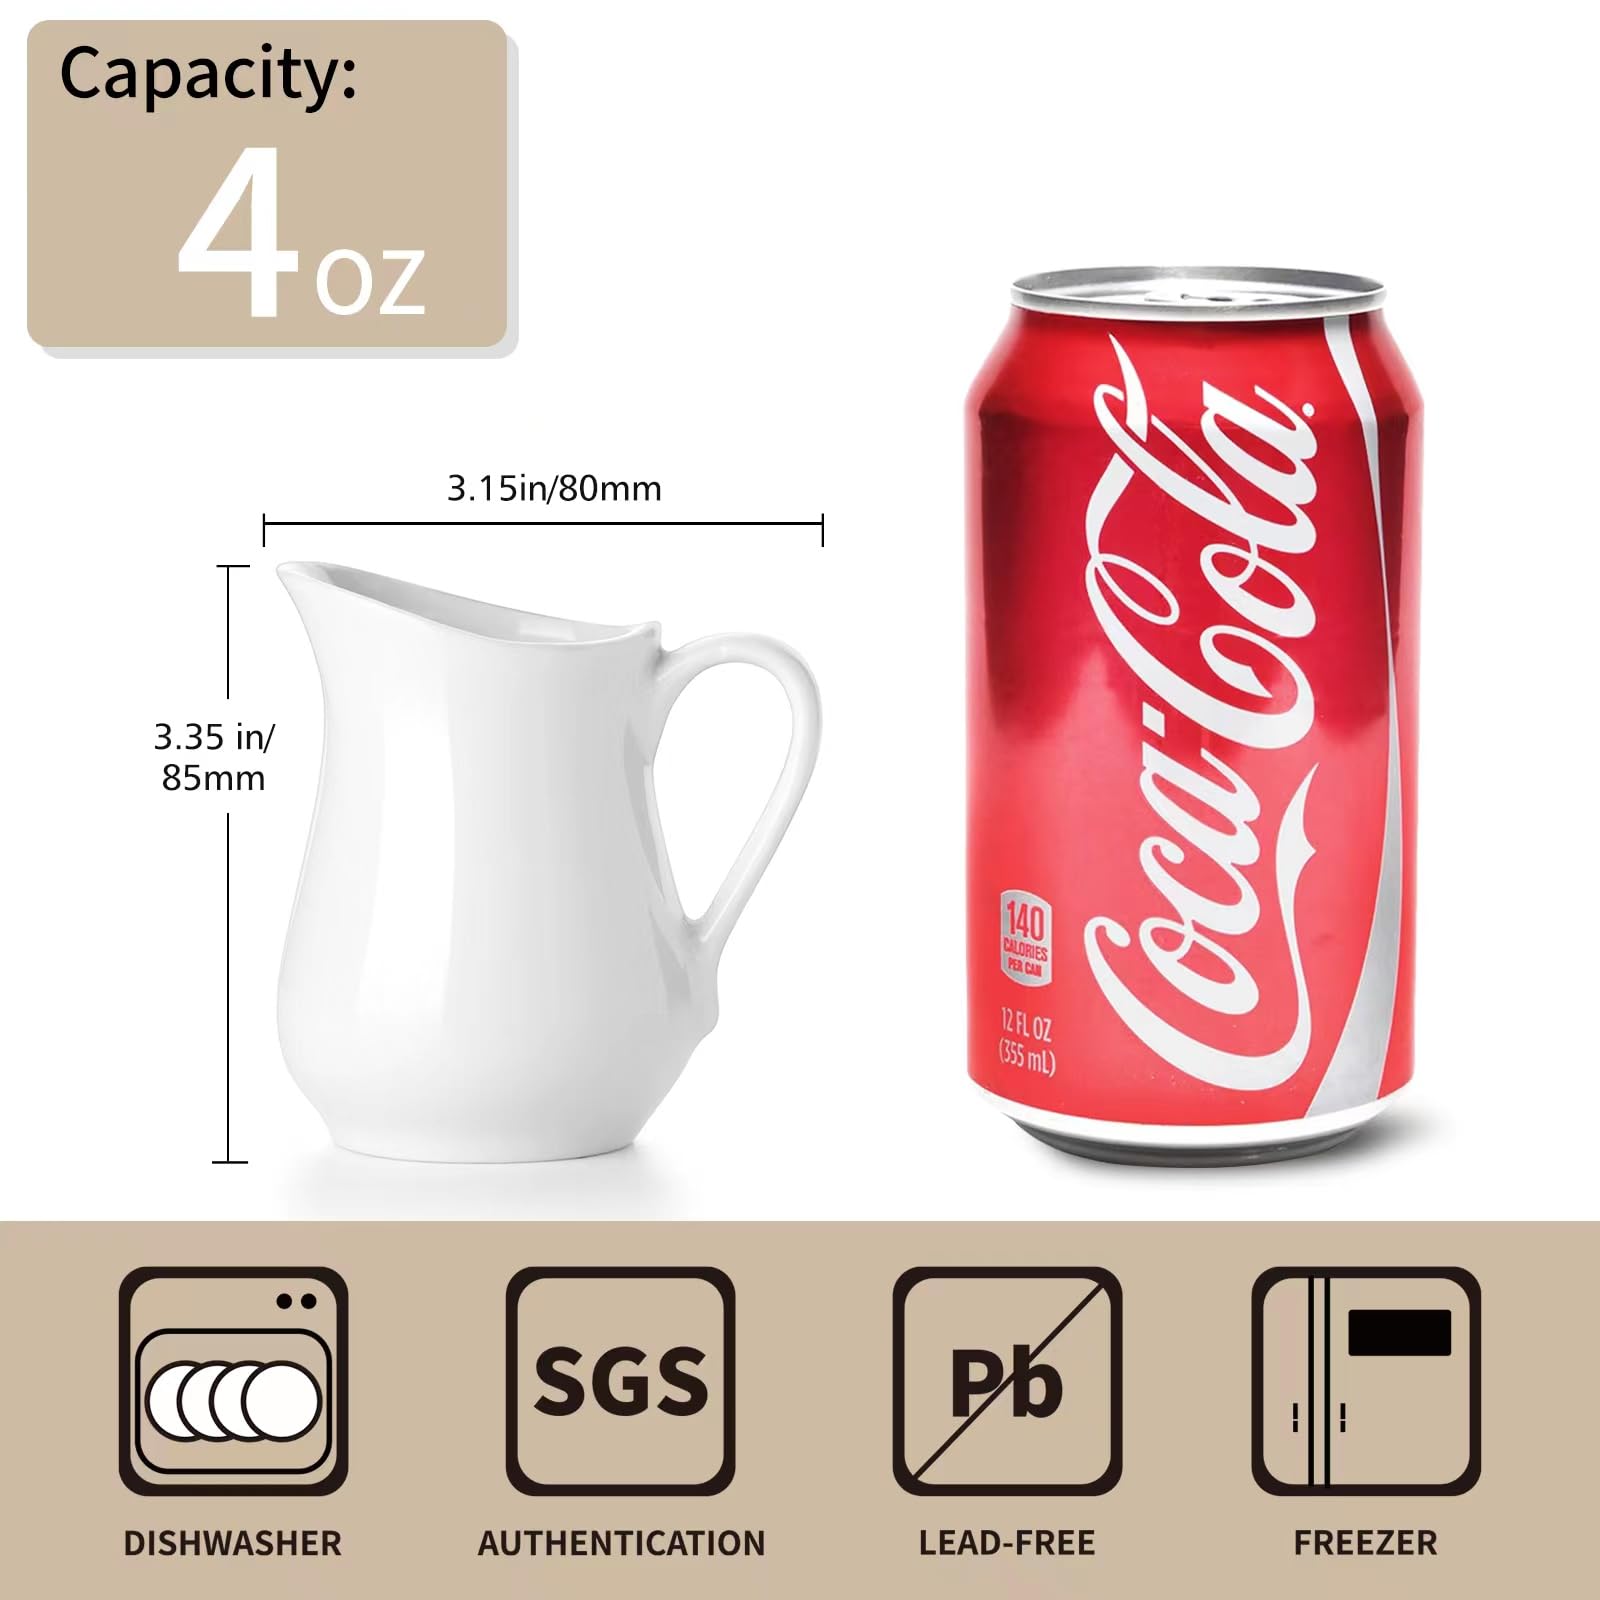 Capacity:
4 oz
3.15in/80mm
3.35 in/
85mm
Coca-Cola
140
CALORIES
PER CAN
12 FL OZ
(355 mL)
SGS
Pb
DISHWASHER
AUTHENTICATION
LEAD-FREE
FREEZER